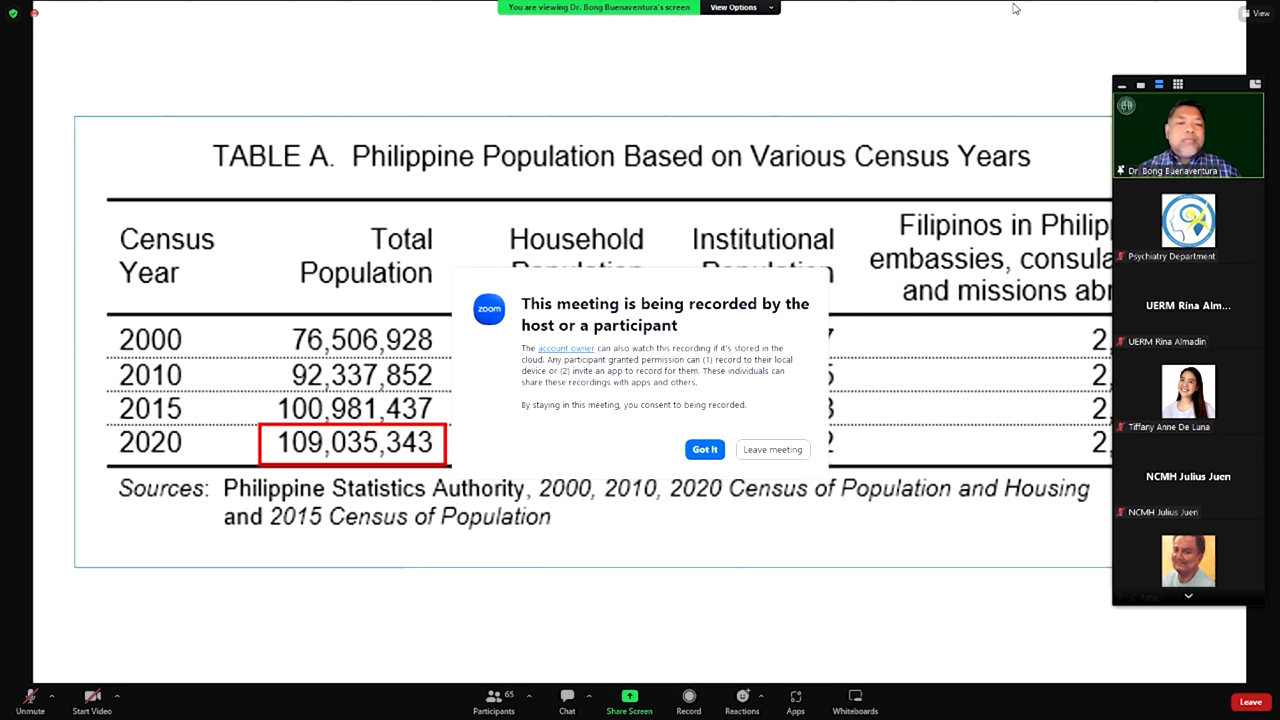 You are viewing Dr. Bong Buenaventura's screen
View Options
View
TABLE A. Philippine Population Based on Various Census Years
Census Year
Total Population
Household
Institutional
Filipinos in
embassies,
and missions
2000 76,506,928
2010 92,337,852
2015 100,981,437
2020 109,035,343
Sources: Philippine Statistics Authority, 2000, 2010, 2020 Census of Population and Housing
and 2015 Census of Population
zoom
This meeting is being recorded by the
host or a participant
The account owner can also watch this recording if it's stored in the
cloud. Any participant granted permission can (1) record to their local
device or (2) invite an app to record for them. These individuals can
share these recordings with apps and others.
By staying in this meeting, you consent to being recorded.
Got it
Leave meeting
Dr. Bong Buenaventura
Psychiatry Department
UERM Rina Alm...
UERM Rina Almadin
Tiffany Anne De Luna
NCMH Julius Juen
NCMH Julius Juen
Unmute
Start Video
65
Participants
Chat
Share Screen
Record
Reactions
Apps
Whiteboards
Leave